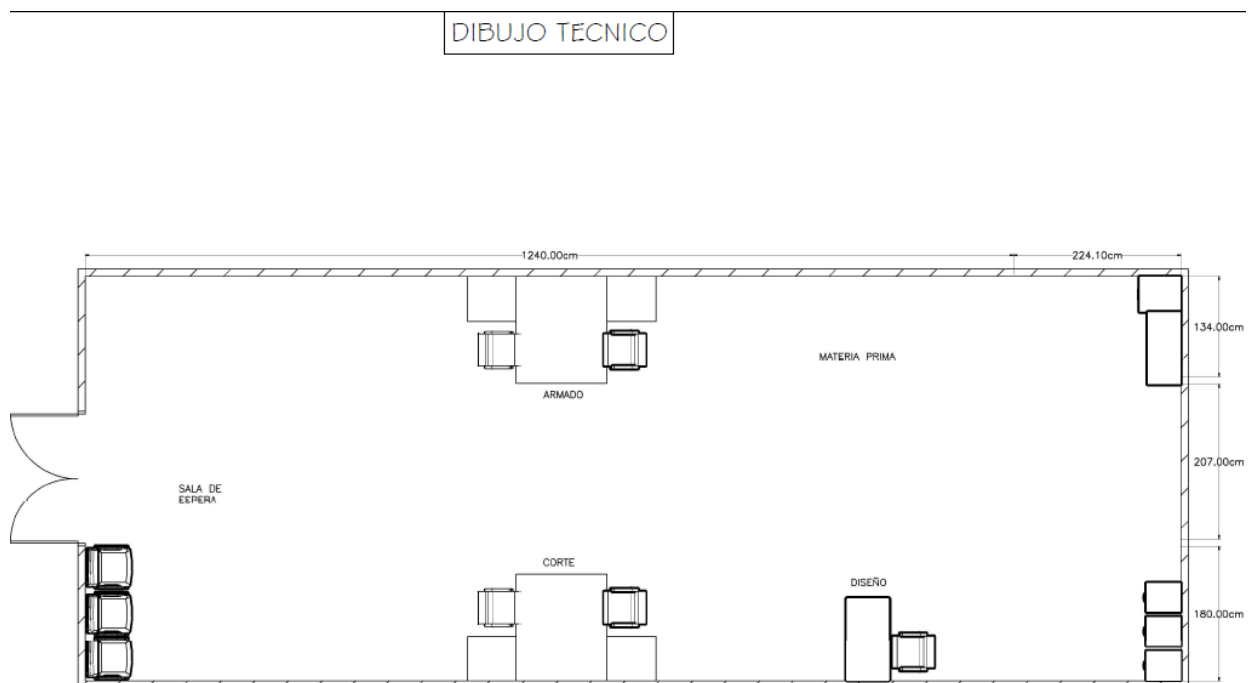 DIBUJO TECNICO
1240.00cm
224.10cm
134.00cm
MATERIA PRIMA
ARMADO
207.00cm
SALA DE
ESPERA
CORTE
DISEÑO
180.00cm